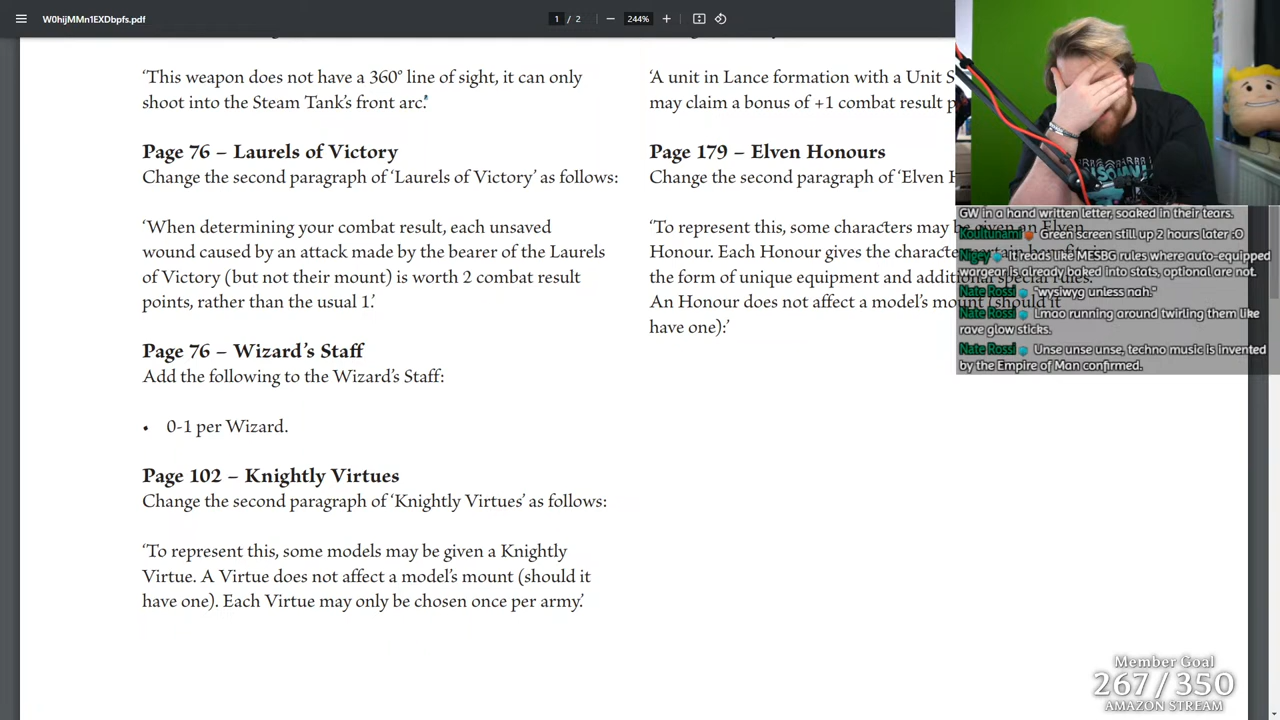 W0hijMMn1EXDbpfs.pdf
1 / 2
244%
‘This weapon does not have a 360° line of sight, it can only
shoot into the Steam Tank’s front arc.’
Page 76 – Laurels of Victory
Change the second paragraph of ‘Laurels of Victory’ as follows:
‘When determining your combat result, each unsaved
wound caused by an attack made by the bearer of the Laurels
of Victory (but not their mount) is worth 2 combat result
points, rather than the usual 1.’
Page 76 – Wizard’s Staff
Add the following to the Wizard’s Staff:
• 0-1 per Wizard.
Page 102 – Knightly Virtues
Change the second paragraph of ‘Knightly Virtues’ as follows:
‘To represent this, some models may be given a Knightly
Virtue. A Virtue does not affect a model’s mount (should it
have one). Each Virtue may only be chosen once per army.’
‘A unit in Lance formation with a Unit S
may claim a bonus of +1 combat result p
Page 179 – Elven Honours
Change the second paragraph of ‘Elven
‘To represent this, some characters may be given an Elven
Honour. Each Honour gives the characte
the form of unique equipment and additional special rules.
An Honour does not affect a model’s mount (should it
have one):’
GW in a hand written letter, soaked in their tears.
Koultunami Green screen still up 2 hours later :O
Nigey It reads like MESBG rules where auto-equipped
wargear is already baked into stats, optional are not.
Nate Rossi "wysiwyg unless nah."
Nate Rossi Lmao running around twirling them like
rave glow sticks.
Nate Rossi Unse unse unse, techno music is invented
by the Empire of Man confirmed.
Member Goal
267 / 350
AMAZON STREAM